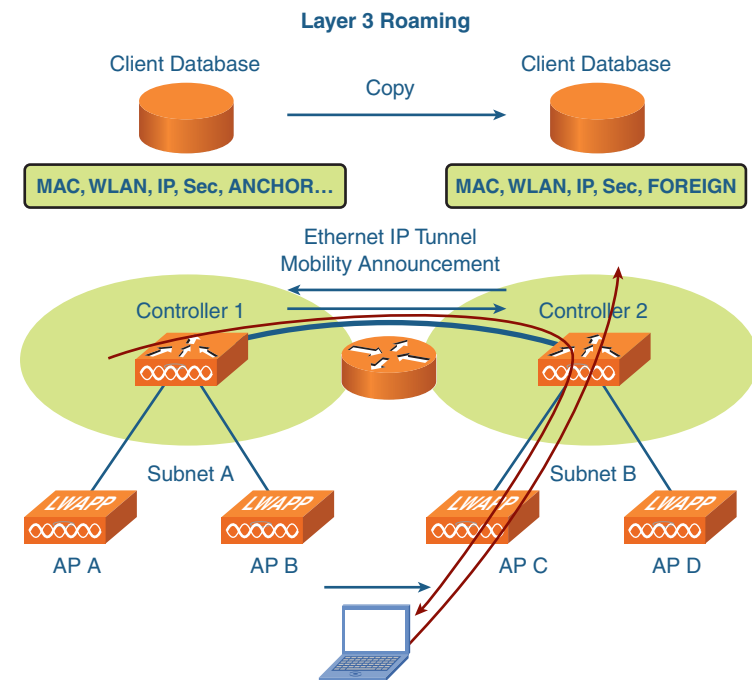 Layer 3 Roaming
Client Database
Client Database
Copy
MAC, WLAN, IP, Sec, ANCHOR...
MAC, WLAN, IP, Sec, FOREIGN
Ethernet IP Tunnel
Mobility Announcement
Controller 1
Controller 2
Subnet A
Subnet B
LWAPP
LWAPP
LWAPP
LWAPP
AP A
AP B
AP C
AP D